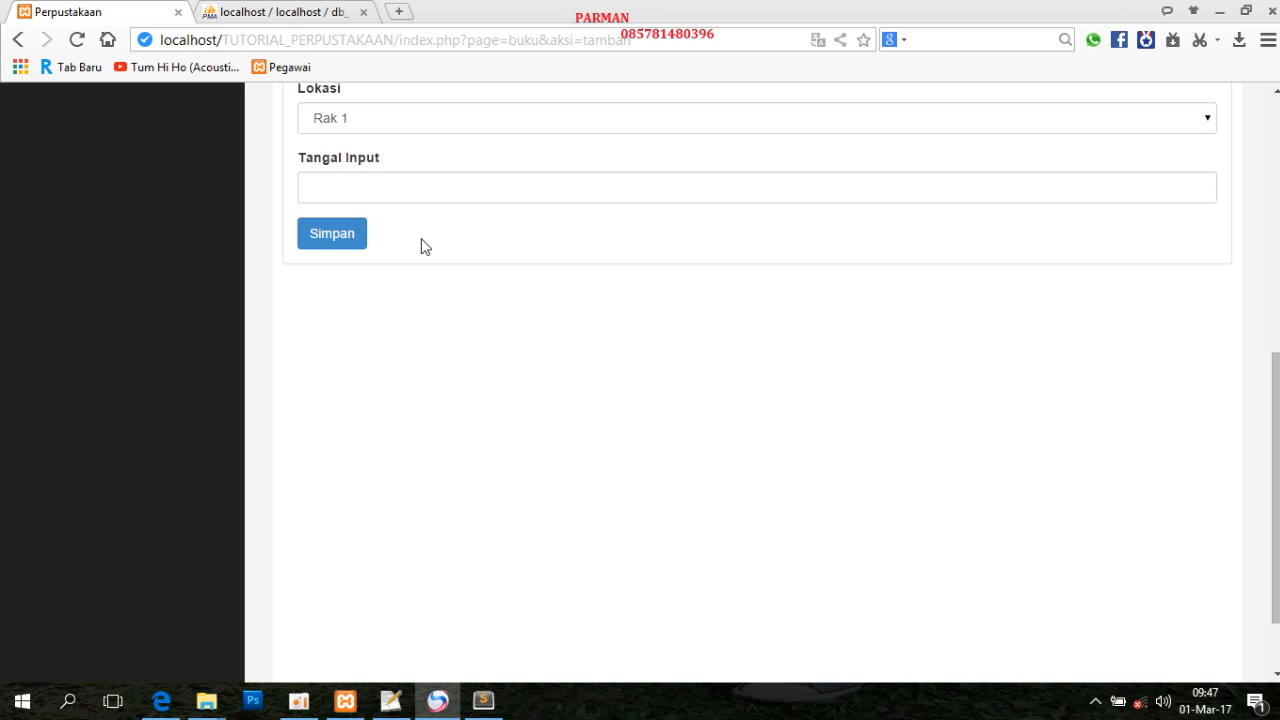 Perpustakaan
localhost / localhost / db_
PARMAN
085781480396
localhost/TUTORIAL_PERPUSTAKAAN/index.php?page=buku&aksi=tambah
Tab Baru
Tum Hi Ho (Acousti...
Pegawai
Lokasi
Rak 1
Tangal Input
Simpan
09:47
01-Mar-17